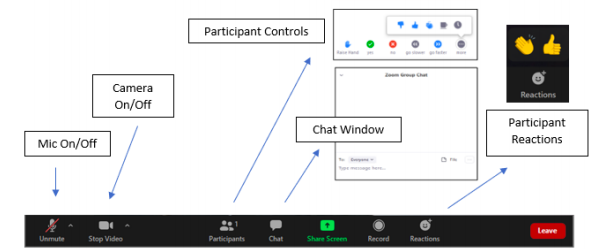 Participant Controls
Raise Hand yes no go slower go faster more
Camera
On/Off
Mic On/Off
Zoom Group Chat
Chat Window
To: Everyone File
Type message here...
Reactions
Participant
Reactions
Unmute Stop Video Participants 1 Chat Share Screen Record Reactions Leave